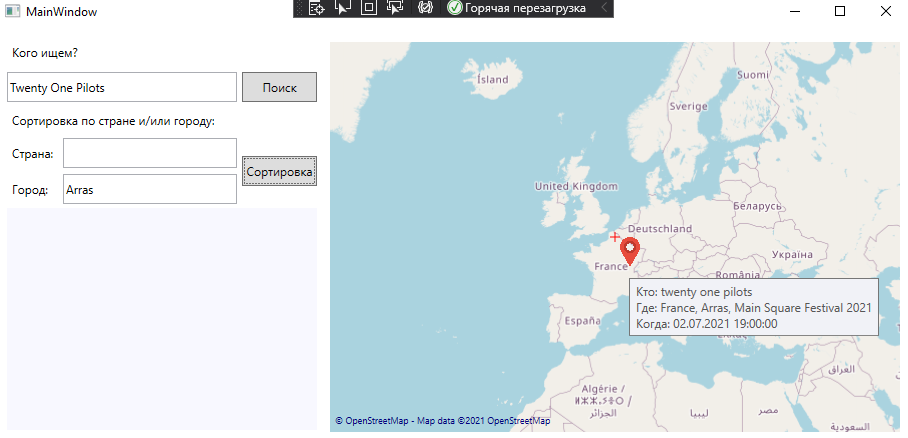 MainWindow
Горячая перезагрузка
Кого ищем?
Twenty One Pilots
Поиск
Сортировка по стране и/или городу:
Страна:
Сортировка
Город:
Arras
Ísland
Suomi
Sverige
Norge
United Kingdom
Беларусь
Deutschland
Україна
France
România
Кто: twenty one pilots
Где: France, Arras, Main Square Festival 2021
Когда: 02.07.2021 19:00:00
España
العراق
Algérie /
الجزائر
ليبيا
مصر
السعودية
© OpenStreetMap - Map data ©2021 OpenStreetMap